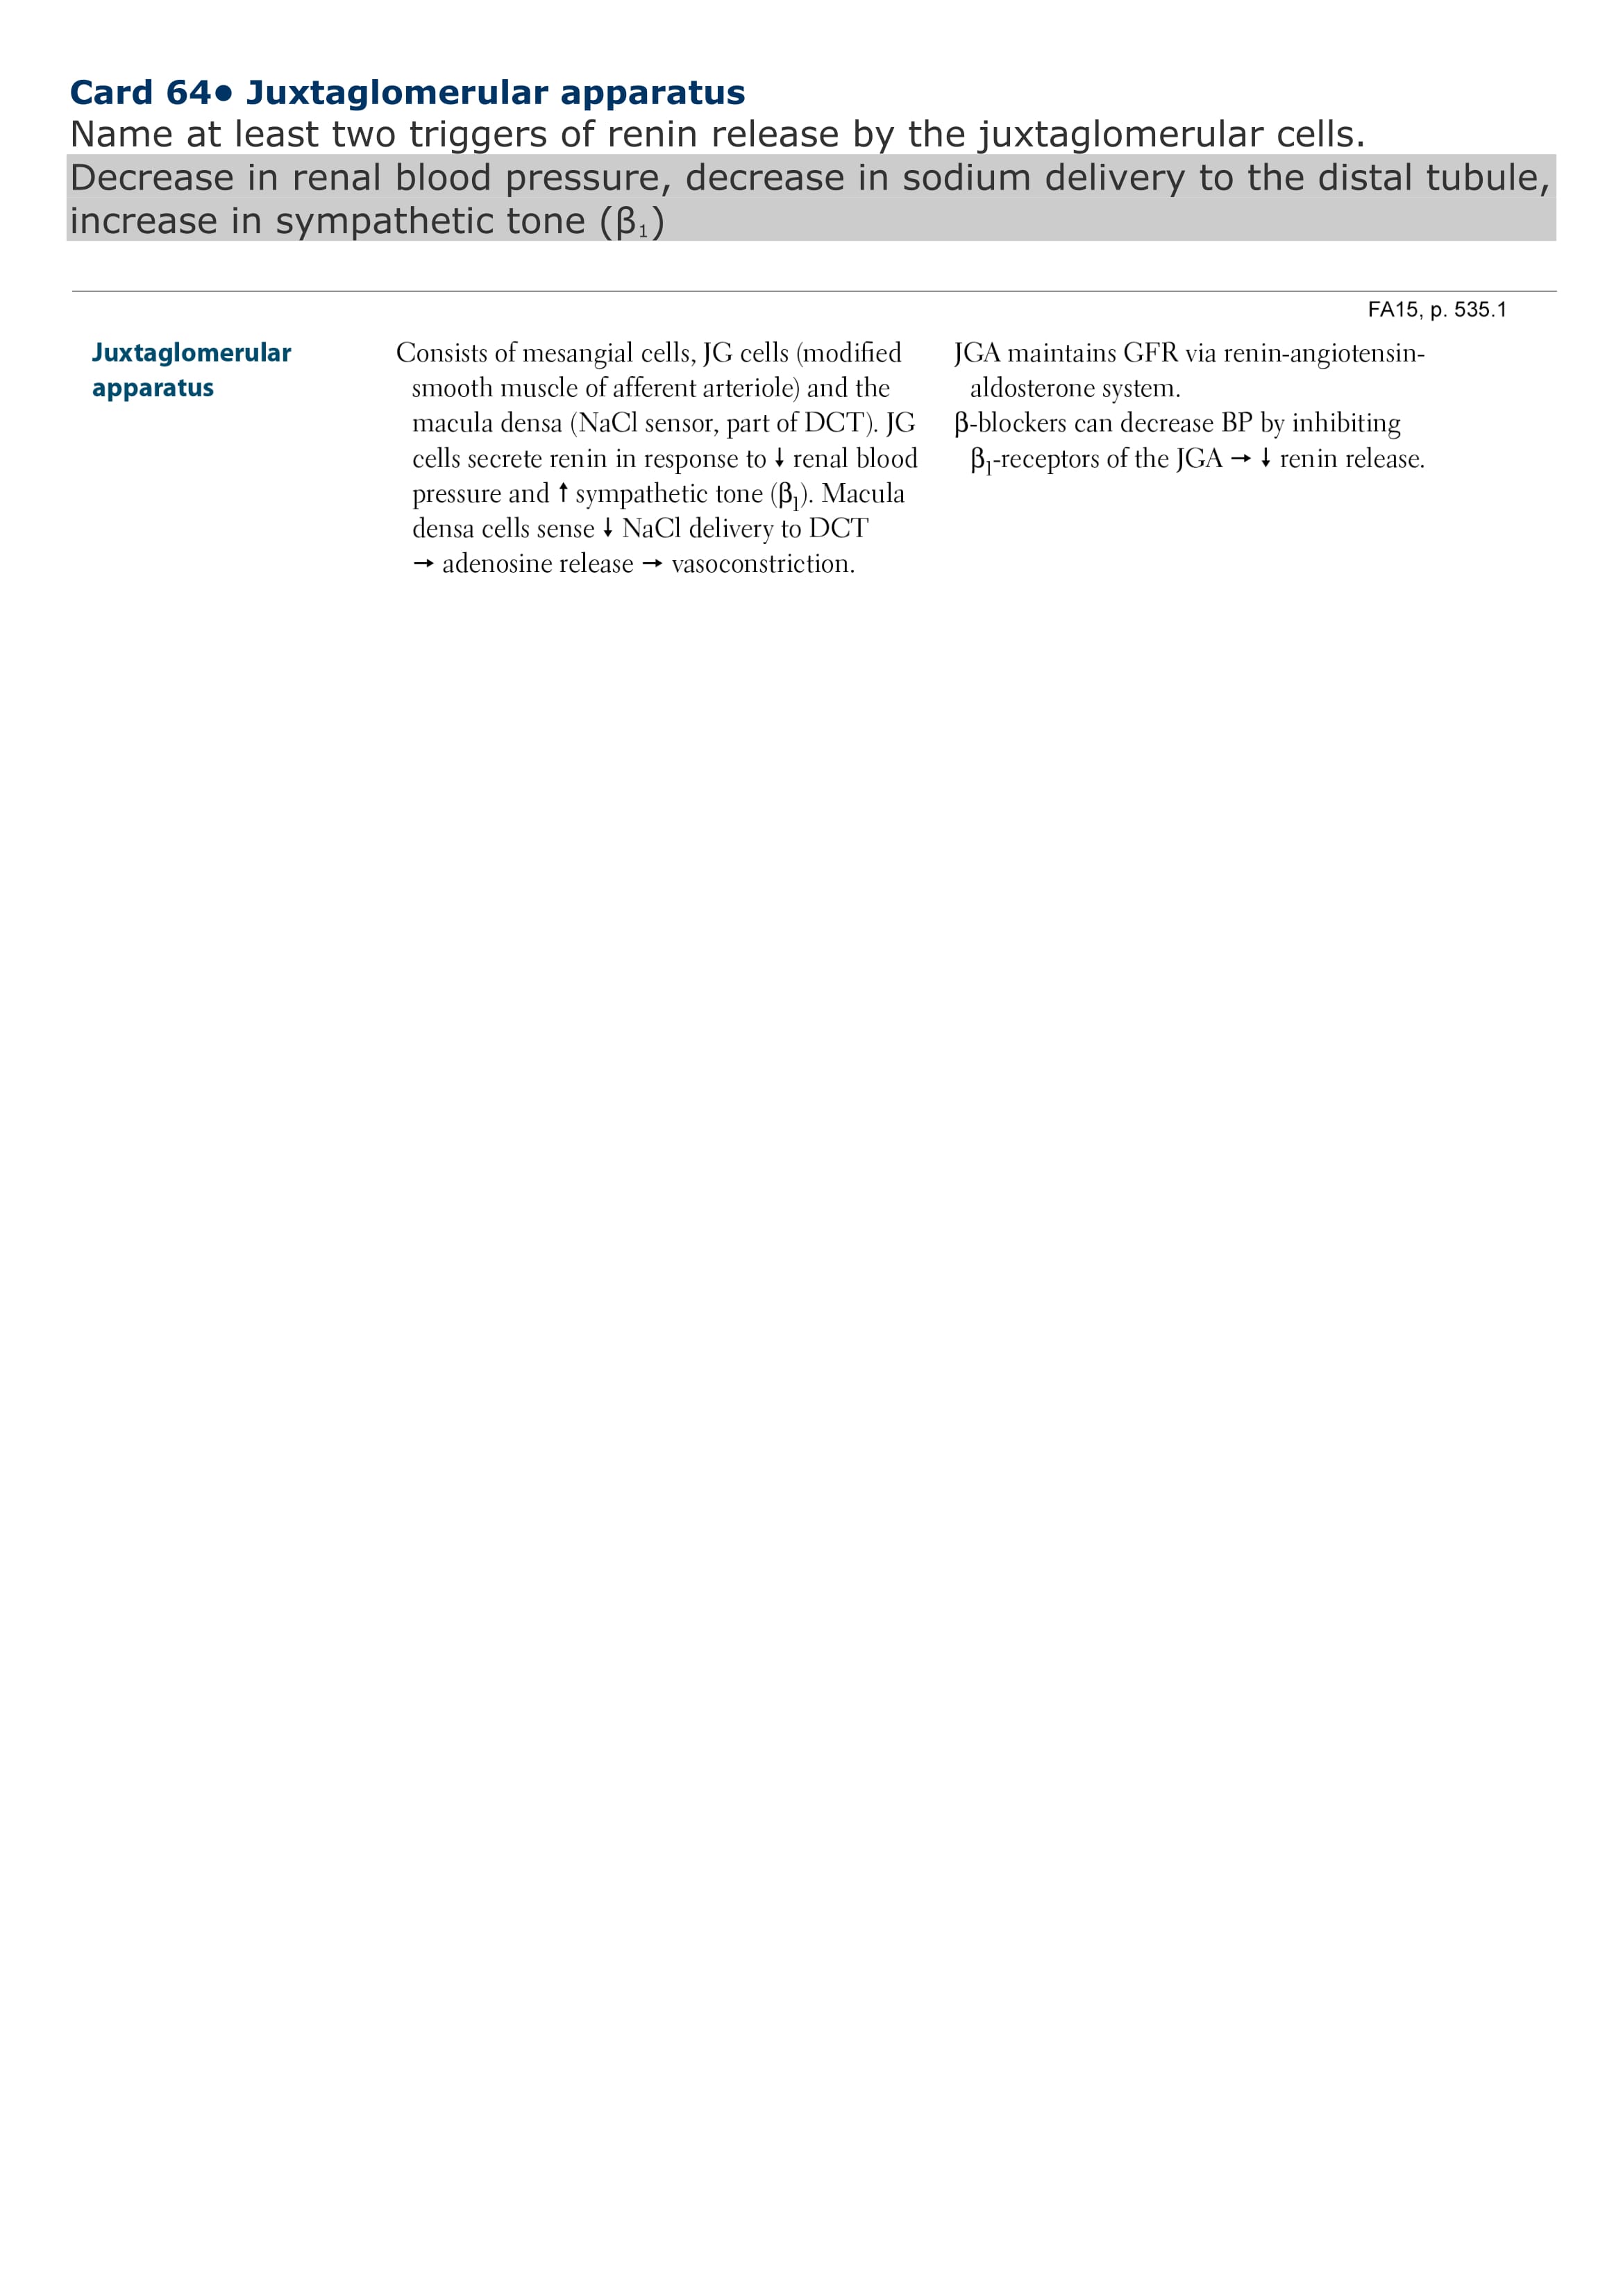 Card 64● Juxtaglomerular apparatus
Name at least two triggers of renin release by the juxtaglomerular cells.
Decrease in renal blood pressure, decrease in sodium delivery to the distal tubule,
increase in sympathetic tone (β₁)
FA15, p. 535.1
Juxtaglomerular
apparatus
Consists of mesangial cells, JG cells (modified
smooth muscle of afferent arteriole) and the
macula densa (NaCl sensor, part of DCT). JG
cells secrete renin in response to ↓ renal blood
pressure and ↑ sympathetic tone (β₁). Macula
densa cells sense ↓ NaCl delivery to DCT
→ adenosine release → vasoconstriction.
JGA maintains GFR via renin-angiotensin-
aldosterone system.
β-blockers can decrease BP by inhibiting
β₁-receptors of the JGA → ↓ renin release.